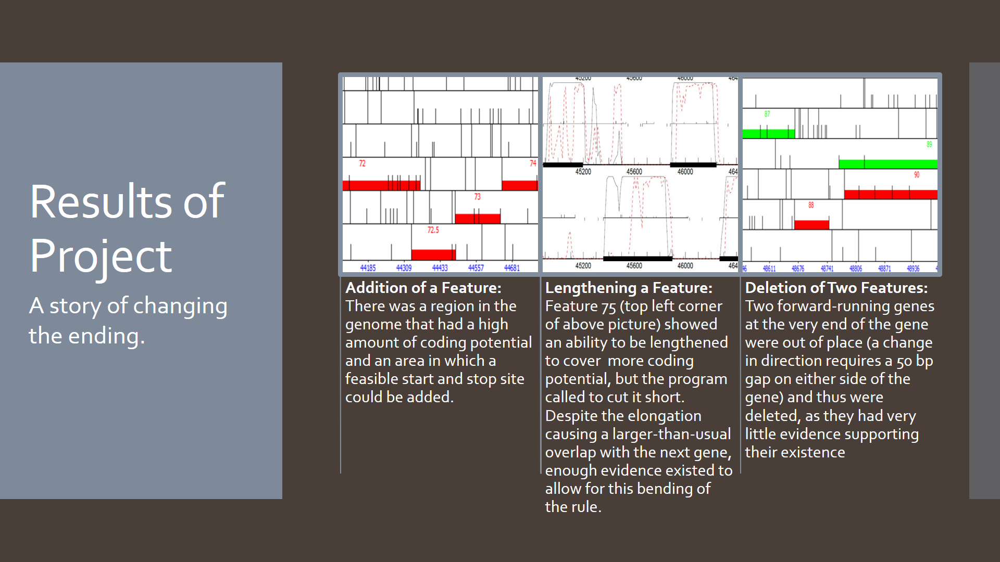 Results of
Project
A story of changing
the ending.
72
74
73
72.5
44185 44309 44433 44557 44681
45200 45600 46000 464
45200 45600 46000 464
45200 45600 46000 464
87
89
90
88
48611 48676 48741 48806 48871 48936
Addition of a Feature:
There was a region in the
genome that had a high
amount of coding potential
and an area in which a
feasible start and stop site
could be added.
Lengthening a Feature:
Feature 75 (top left corner
of above picture) showed
an ability to be lengthened
to cover  more coding
potential, but the program
called to cut it short.
Despite the elongation
causing a larger-than-usual
overlap with the next gene,
enough evidence existed to
allow for this bending of
the rule.
Deletion of Two Features:
Two forward-running genes
at the very end of the gene
were out of place (a change
in direction requires a 50 bp
gap on either side of the
gene) and thus were
deleted, as they had very
little evidence supporting
their existence